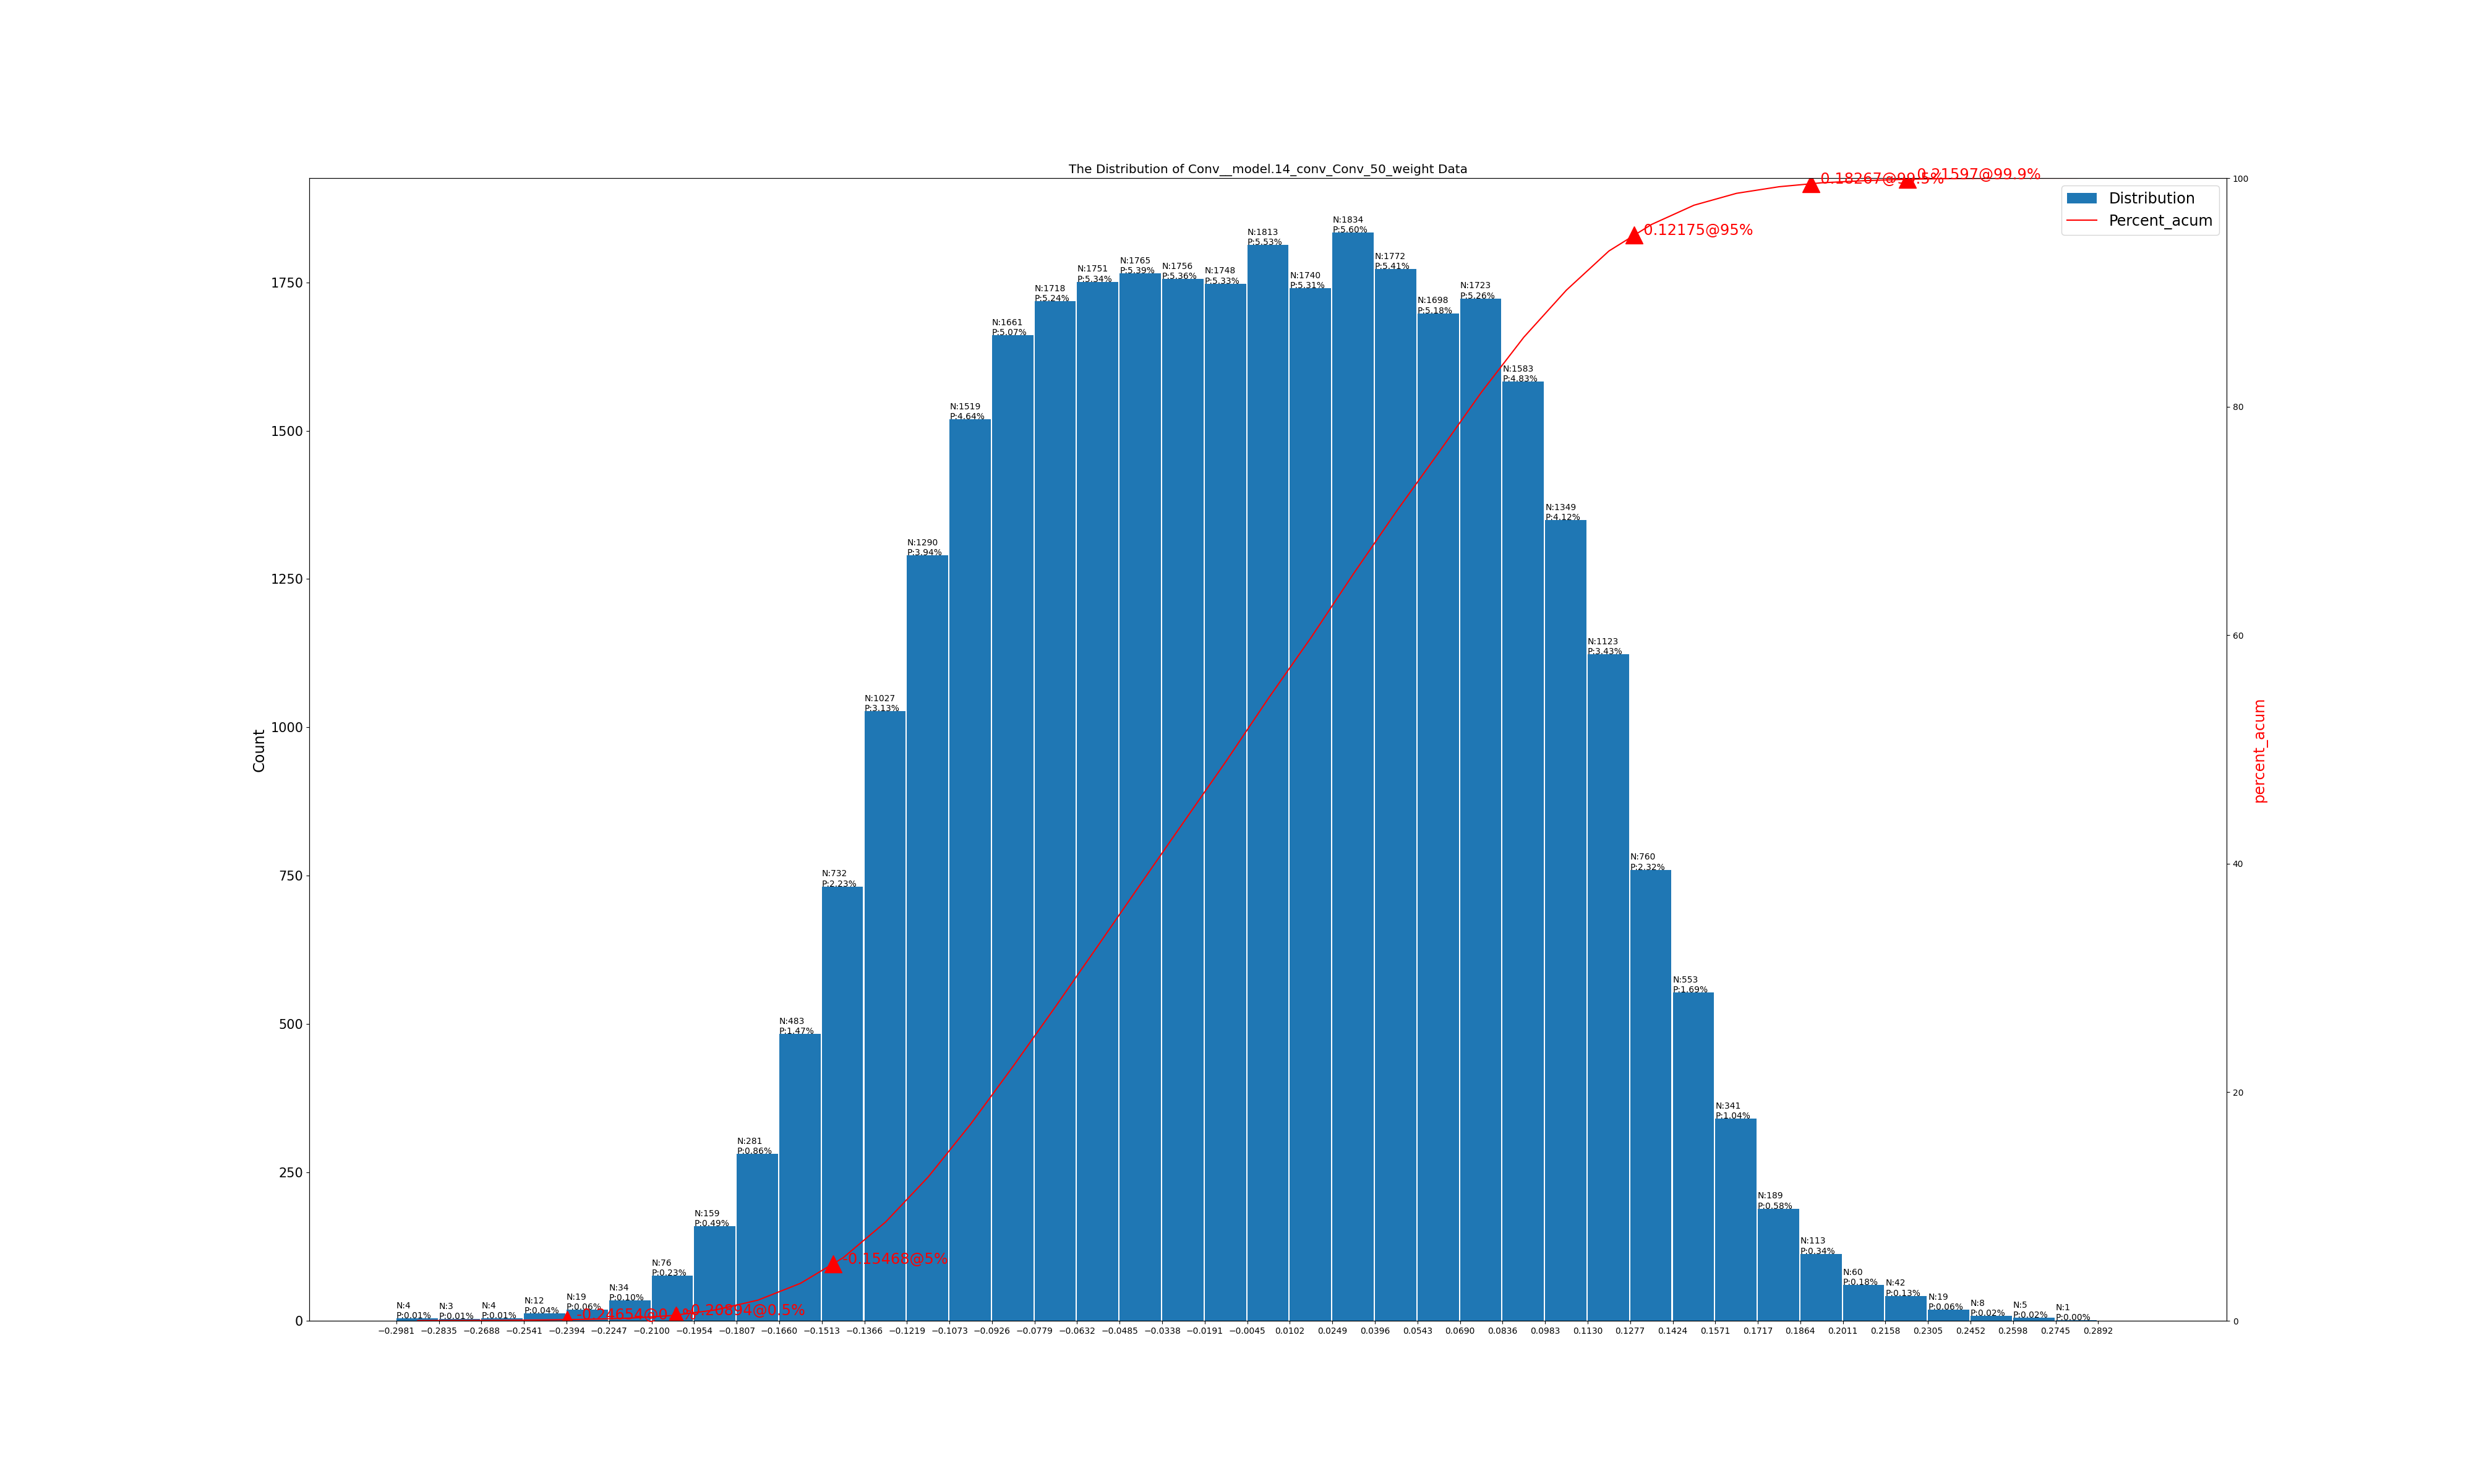 The Distribution of Conv__model.14_conv_Conv_50_weight Data
Distribution
Percent_acum
Count
percent_acum
1750
1500
1250
1000
750
500
250
0
100
80
60
40
20
0
N:4
P:0.01%
N:3
P:0.01%
N:4
P:0.01%
N:12
P:0.04%
N:19
P:0.06%
N:34
P:0.10%
N:76
P:0.23%
N:159
P:0.49%
N:281
P:0.86%
N:483
P:1.47%
N:732
P:2.23%
N:1027
P:3.13%
N:1290
P:3.94%
N:1519
P:4.64%
N:1661
P:5.07%
N:1718
P:5.24%
N:1751
P:5.34%
N:1765
P:5.39%
N:1756
P:5.36%
N:1748
P:5.33%
N:1813
P:5.53%
N:1740
P:5.31%
N:1834
P:5.60%
N:1772
P:5.41%
N:1698
P:5.18%
N:1723
P:5.26%
N:1583
P:4.83%
N:1349
P:4.12%
N:1123
P:3.43%
N:760
P:2.32%
N:553
P:1.69%
N:341
P:1.04%
N:189
P:0.58%
N:113
P:0.34%
N:60
P:0.18%
N:42
P:0.13%
N:19
P:0.06%
N:8
P:0.02%
N:5
P:0.02%
N:1
P:0.00%
-0.20894@0.5%
-0.15468@5%
0.12175@95%
0.18267@99.5%
0.21597@99.9%
−0.2981
−0.2835
−0.2688
−0.2541
−0.2394
−0.2247
−0.2100
−0.1954
−0.1807
−0.1660
−0.1513
−0.1366
−0.1219
−0.1073
−0.0926
−0.0779
−0.0632
−0.0485
−0.0338
−0.0191
−0.0045
0.0102
0.0249
0.0396
0.0543
0.0690
0.0836
0.0983
0.1130
0.1277
0.1424
0.1571
0.1717
0.1864
0.2011
0.2158
0.2305
0.2452
0.2598
0.2745
0.2892